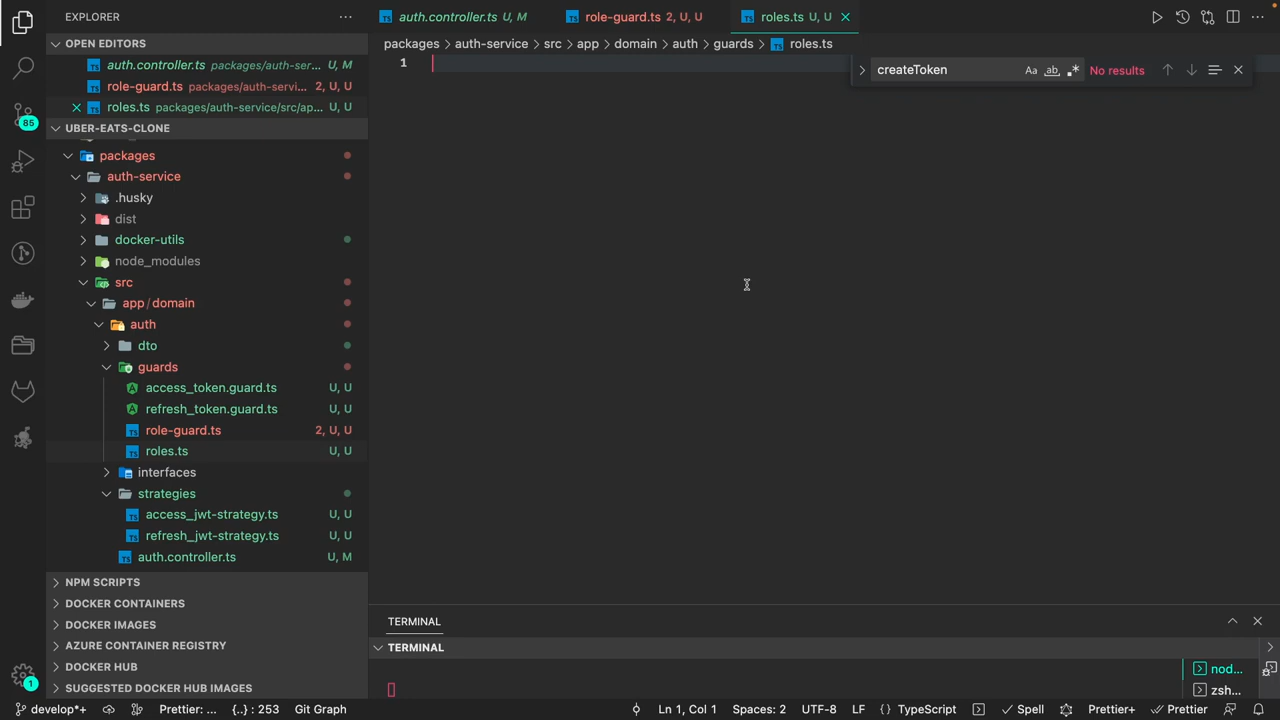 EXPLORER
auth.controller.ts U, M
role-guard.ts 2, U, U
roles.ts U, U
OPEN EDITORS
auth.controller.ts packages/auth-ser... U, M
role-guard.ts packages/auth-servi... 2, U, U
roles.ts packages/auth-service/src/ap... U, U
UBER-EATS-CLONE
packages
auth-service
.husky
dist
docker-utils
node_modules
src
app / domain
auth
dto
guards
access_token.guard.ts U, U
refresh_token.guard.ts U, U
role-guard.ts 2, U, U
roles.ts U, U
interfaces
strategies
access_jwt-strategy.ts U, U
refresh_jwt-strategy.ts U, U
auth.controller.ts U, M
NPM SCRIPTS
DOCKER CONTAINERS
DOCKER IMAGES
AZURE CONTAINER REGISTRY
DOCKER HUB
SUGGESTED DOCKER HUB IMAGES
85
1
packages > auth-service > src > app > domain > auth > guards > roles.ts
1
createToken Aa ab .* No results
TERMINAL
TERMINAL
nod...
zsh...
develop*+ Prettier: ... {..} : 253 Git Graph Ln 1, Col 1 Spaces: 2 UTF-8 LF {} TypeScript Spell Prettier+ Prettier